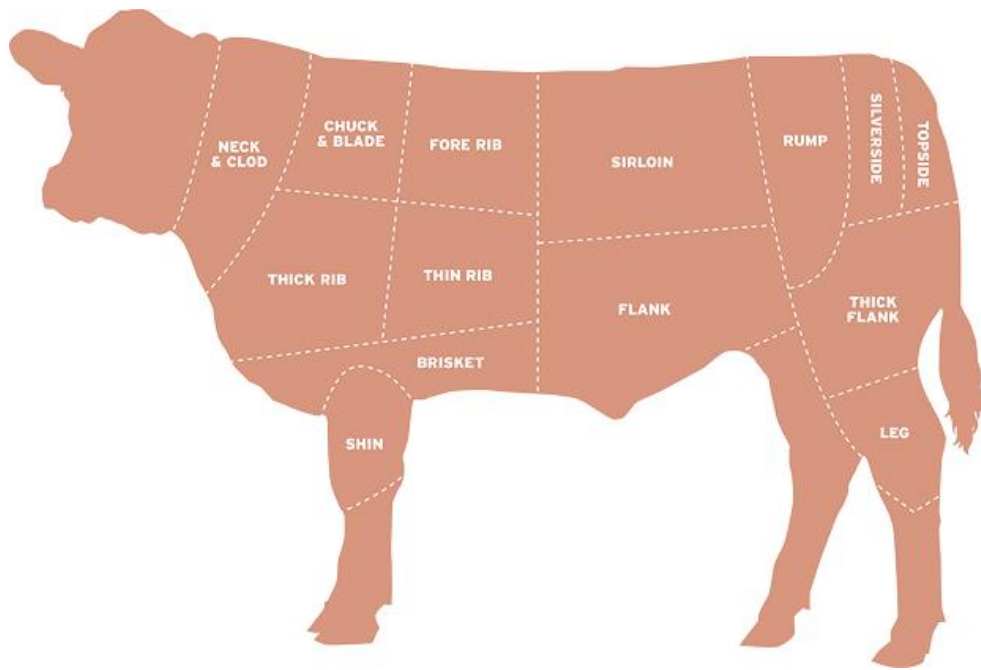 NECK
& CLOD
CHUCK
& BLADE
FORE RIB
SIRLOIN
RUMP
SILVERSIDE
TOPSIDE
THICK RIB
THIN RIB
FLANK
THICK
FLANK
BRISKET
SHIN
LEG